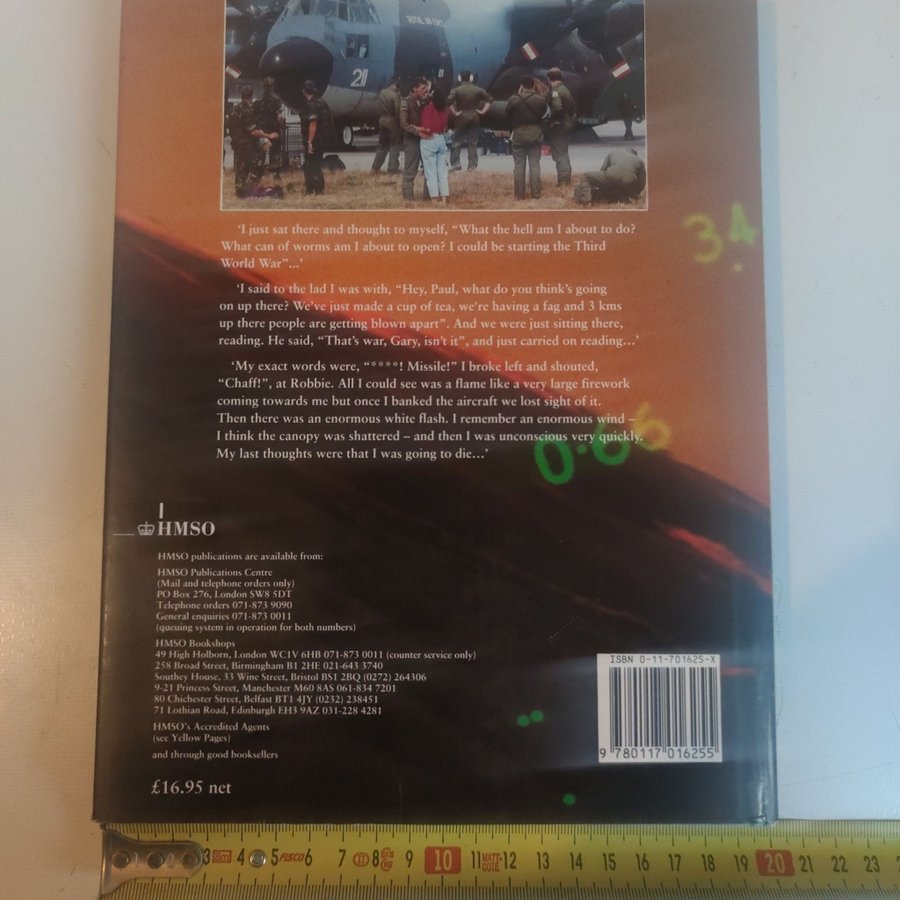 ROYAL AIR FORCE
211
'I just sat there and thought to myself, "What the hell am I about to do?
What can of worms am I about to open? I could be starting the Third
World War"...'
'I said to the lad I was with, "Hey, Paul, what do you think's going
on up there? We've just made a cup of tea, we're having a fag and 3 kms
up there people are getting blown apart". And we were just sitting there,
reading. He said, "That's war, Gary, isn't it", and just carried on reading...'
'My exact words were, "****! Missile!" I broke left and shouted,
"Chaff!", at Robbie. All I could see was a flame like a very large firework
coming towards me but once I banked the aircraft we lost sight of it.
Then there was an enormous white flash. I remember an enormous wind –
I think the canopy was shattered – and then I was unconscious very quickly.
My last thoughts were that I was going to die...'
34
0.66
HMSO
HMSO publications are available from:
HMSO Publications Centre
(Mail and telephone orders only)
PO Box 276, London SW8 5DT
Telephone orders 071-873 9090
General enquiries 071-873 0011
(queuing system in operation for both numbers)
HMSO Bookshops
49 High Holborn, London WC1V 6HB 071-873 0011 (counter service only)
258 Broad Street, Birmingham B1 2HE 021-643 3740
Southey House, 33 Wine Street, Bristol BS1 2BQ (0272) 264306
9-21 Princess Street, Manchester M60 8AS 061-834 7201
80 Chichester Street, Belfast BT1 4JY (0232) 238451
71 Lothian Road, Edinburgh EH3 9AZ 031-228 4281
HMSO's Accredited Agents
(see Yellow Pages)
and through good booksellers
£16.95 net
ISBN 0-11-701625-X
9 780117 016255
3 8m 4 5 FISCO 6 7 8 9 10 11 MATT-COTE 12 13 14 15 16 17 18 19 20 21 22 23